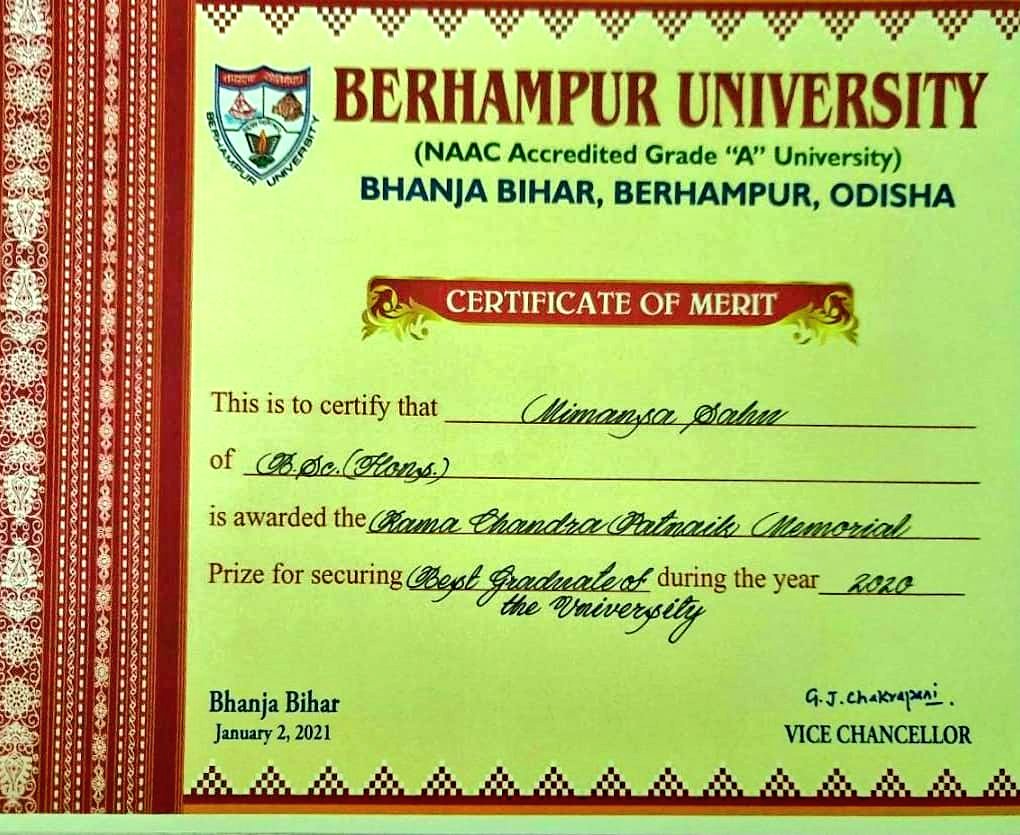 BERHAMPUR UNIVERSITY
(NAAC Accredited Grade “A” University)
BHANJA BIHAR, BERHAMPUR, ODISHA
BERHAMPUR UNIVERSITY
CERTIFICATE OF MERIT
This is to certify that Mimansa Sahu
of B.Sc.(Hons.)
is awarded the Rama Chandra Patnaik Memorial
Prize for securing Best Graduate of during the year 2020
the University
Bhanja Bihar
January 2, 2021
G.J.Chakrapani.
VICE CHANCELLOR